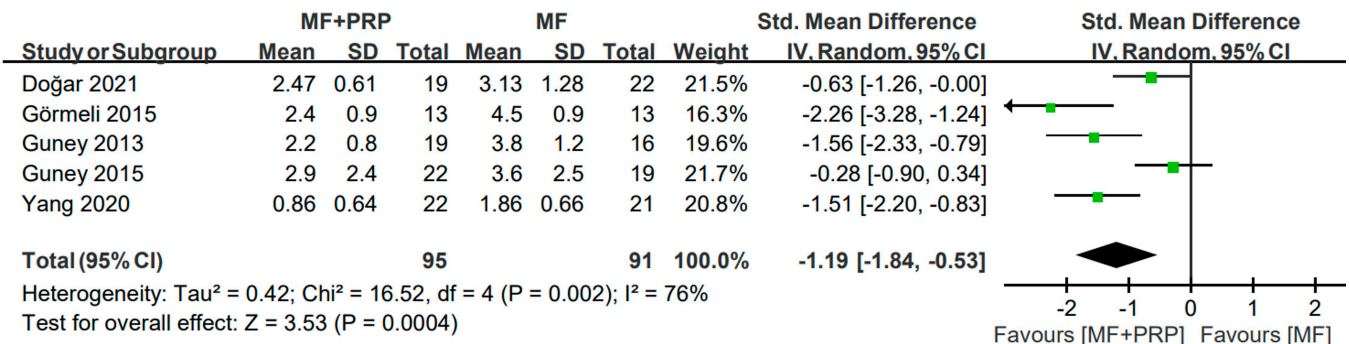 MF+PRP MF Std. Mean Difference Std. Mean Difference
Study or Subgroup Mean SD Total Mean SD Total Weight IV, Random, 95% CI IV, Random, 95% CI
Doğar 2021 2.47 0.61 19 3.13 1.28 22 21.5% -0.63 [-1.26, -0.00]
Görmeli 2015 2.4 0.9 13 4.5 0.9 13 16.3% -2.26 [-3.28, -1.24]
Guney 2013 2.2 0.8 19 3.8 1.2 16 19.6% -1.56 [-2.33, -0.79]
Guney 2015 2.9 2.4 22 3.6 2.5 19 21.7% -0.28 [-0.90, 0.34]
Yang 2020 0.86 0.64 22 1.86 0.66 21 20.8% -1.51 [-2.20, -0.83]
Total (95% CI) 95 91 100.0% -1.19 [-1.84, -0.53]
Heterogeneity: Tau² = 0.42; Chi² = 16.52, df = 4 (P = 0.002); I² = 76%
Test for overall effect: Z = 3.53 (P = 0.0004)
-2 -1 0 1 2
Favours [MF+PRP] Favours [MF]